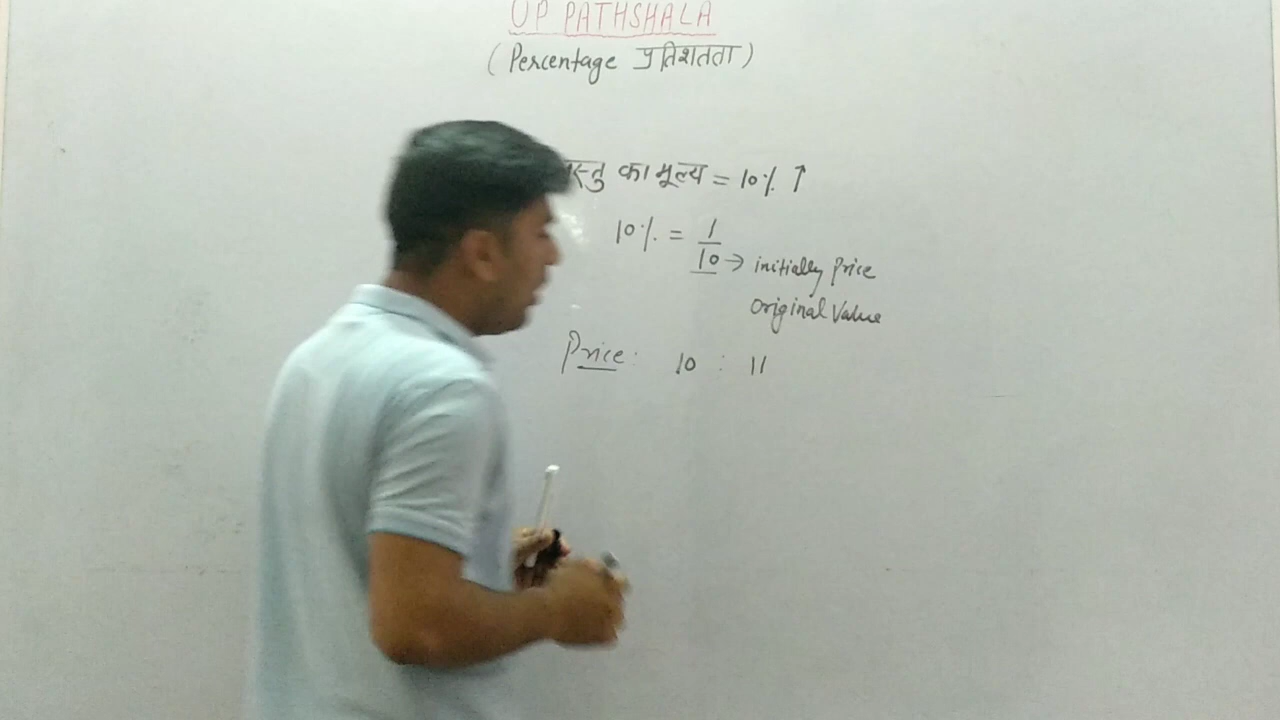 UP PATHSHALA
(Percentage प्रतिशतता)
का मूल्य = 10% ↑
10% = 1/10 → initially Price
Original Value
Price: 10 : 11